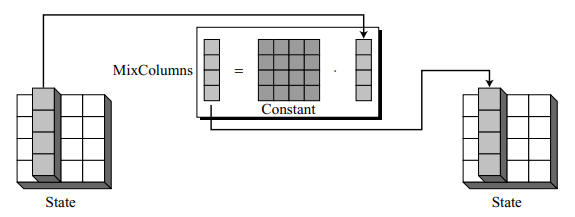 MixColumns
=
·
Constant
State
State